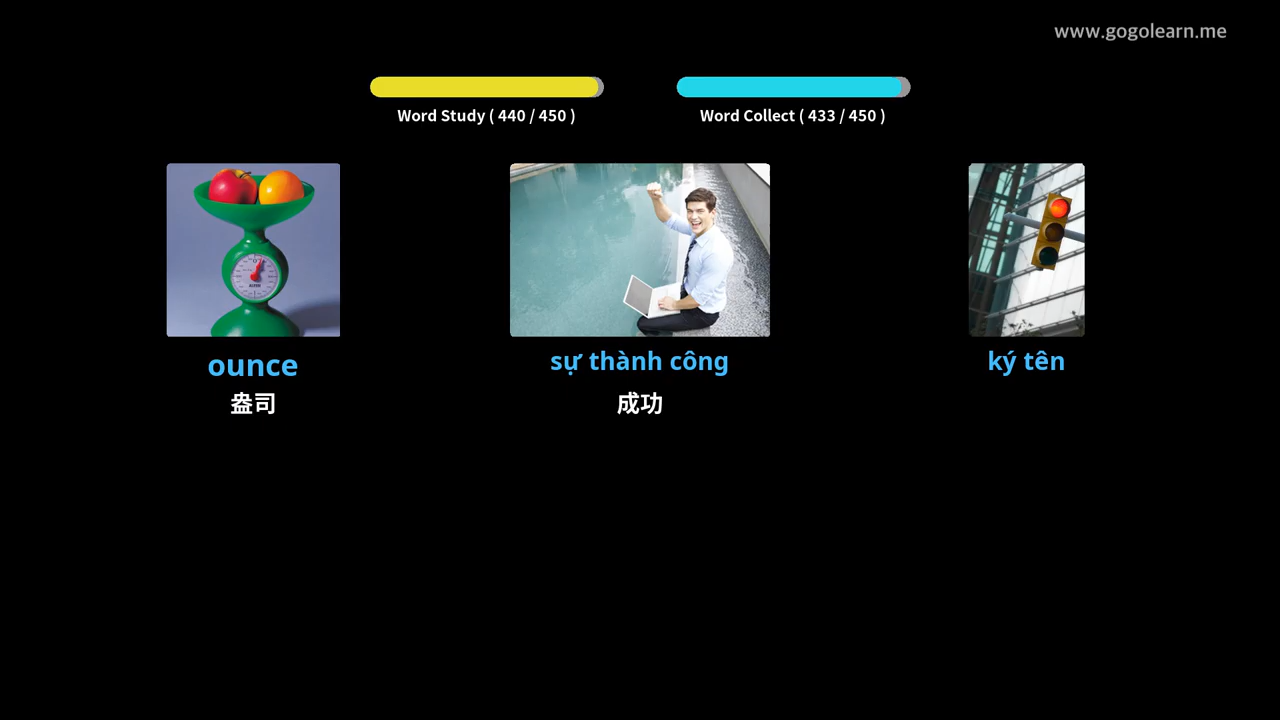 www.gogolearn.me
Word Study ( 440 / 450 )
Word Collect ( 433 / 450 )
ounce
盎司
sự thành công
成功
ký tên